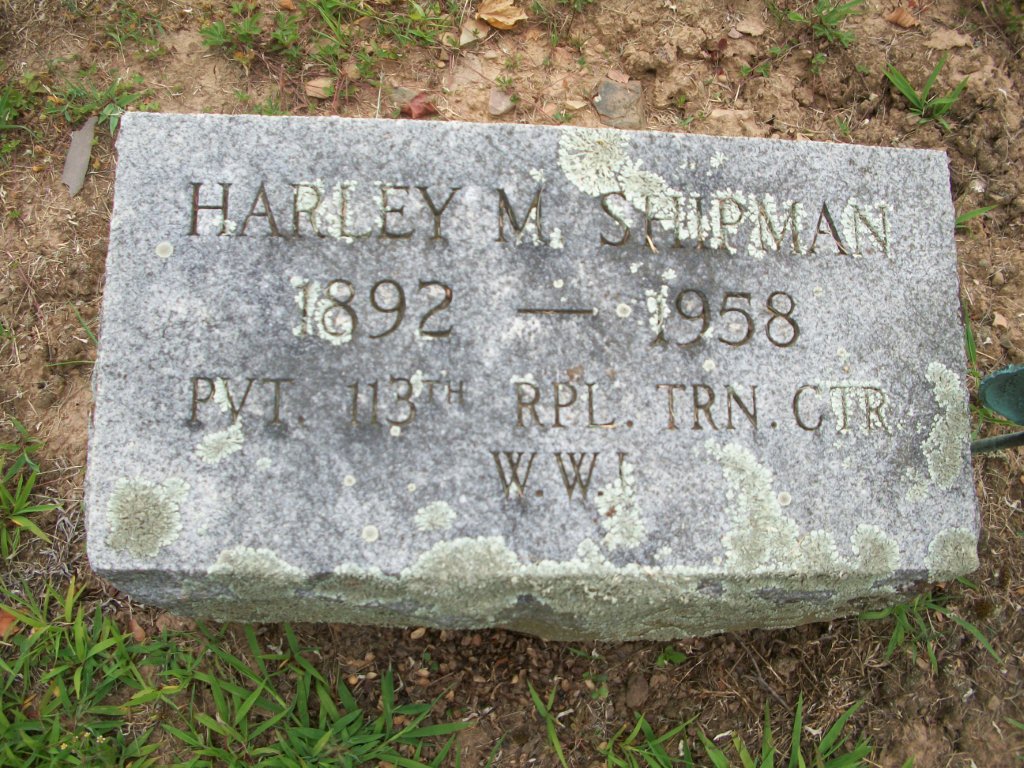 HARLEY M. SHIPMAN
1892 — 1958
PVT. 113TH RPL. TRN. CTR.
W.W.I